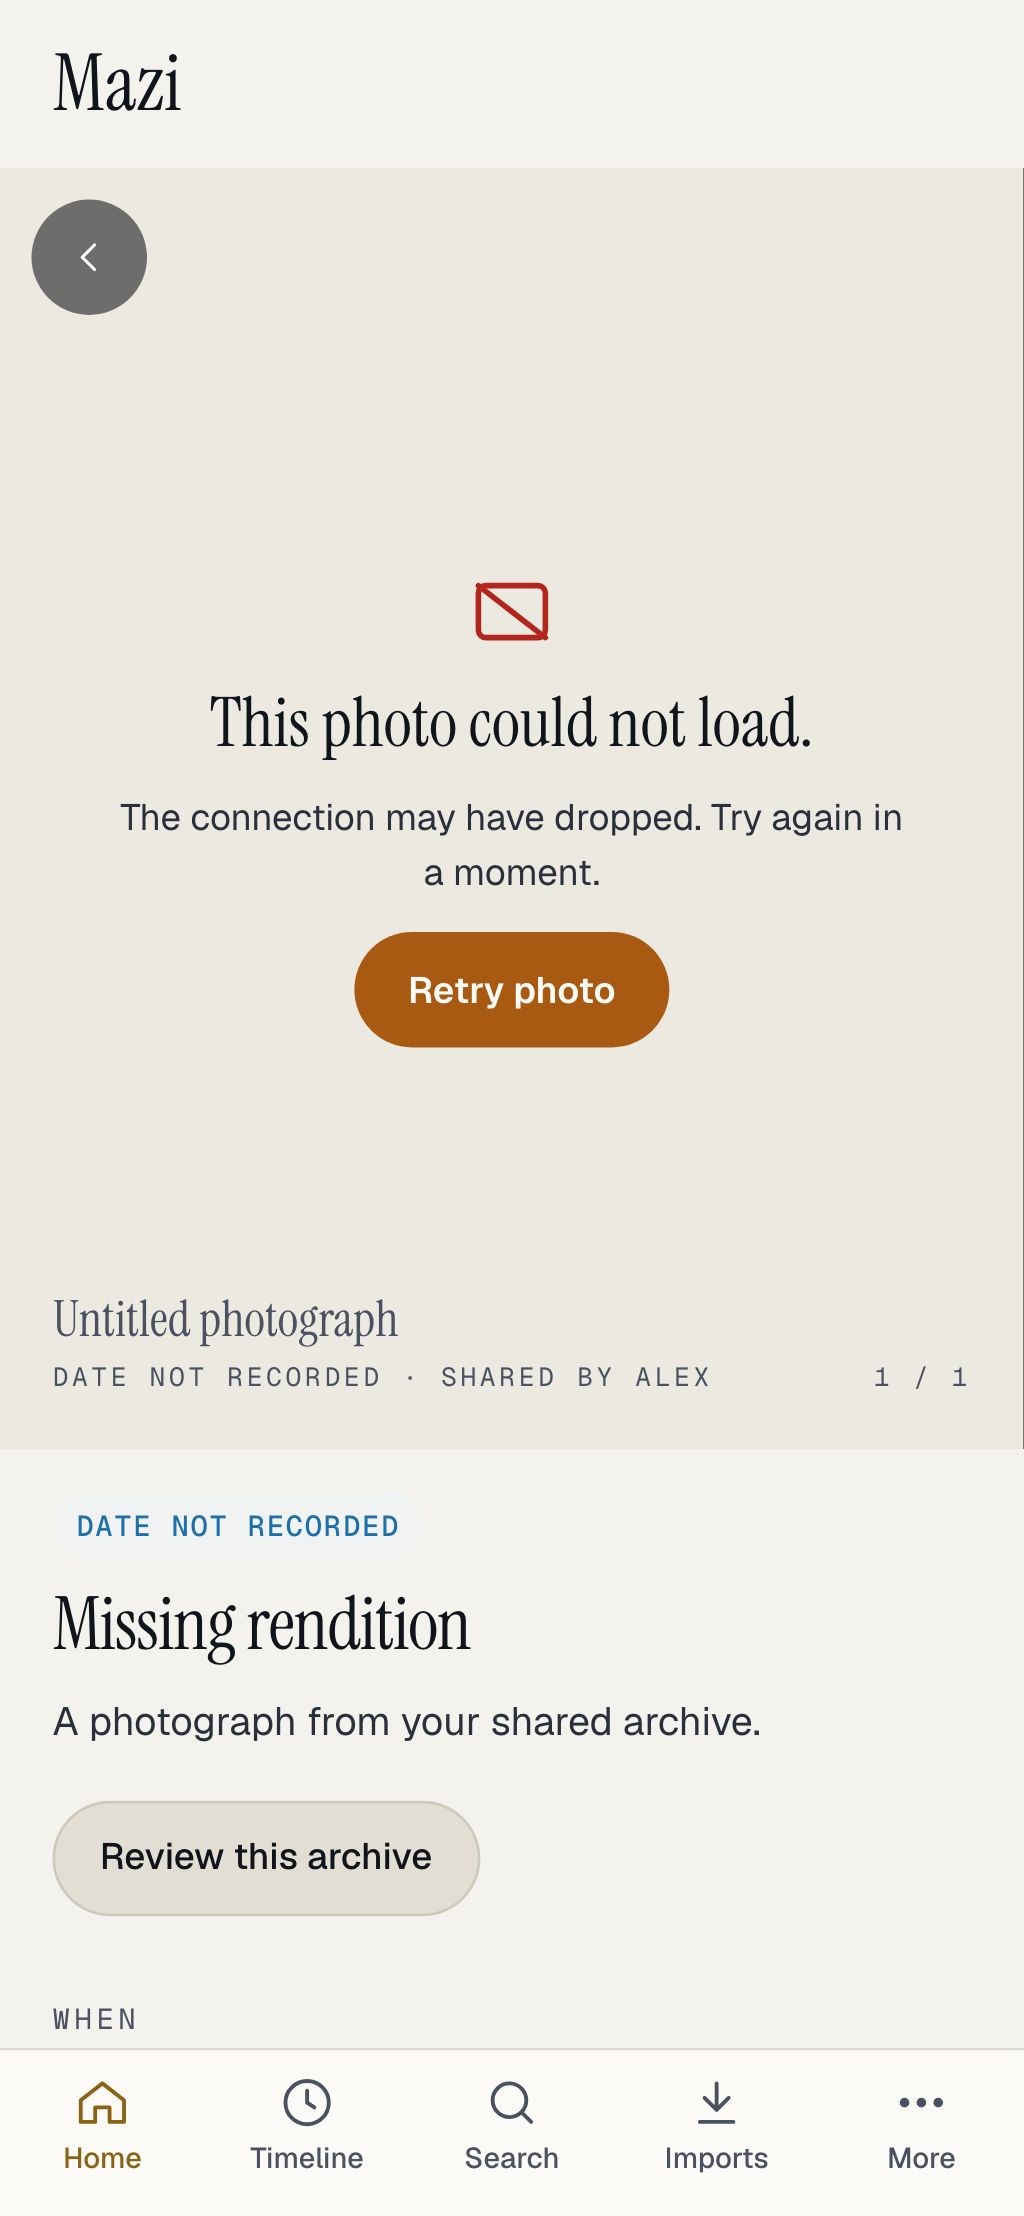 Mazi
This photo could not load.
The connection may have dropped. Try again in
a moment.
Retry photo
Untitled photograph
DATE NOT RECORDED · SHARED BY ALEX 1 / 1
DATE NOT RECORDED
Missing rendition
A photograph from your shared archive.
Review this archive
WHEN
Home Timeline Search Imports More